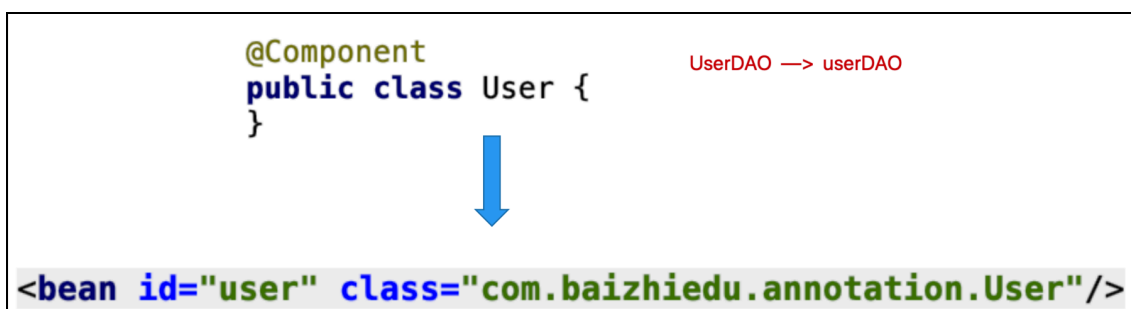 @Component
UserDAO —> userDAO
public class User {
}
<bean id="user" class="com.baizhiedu.annotation.User"/>